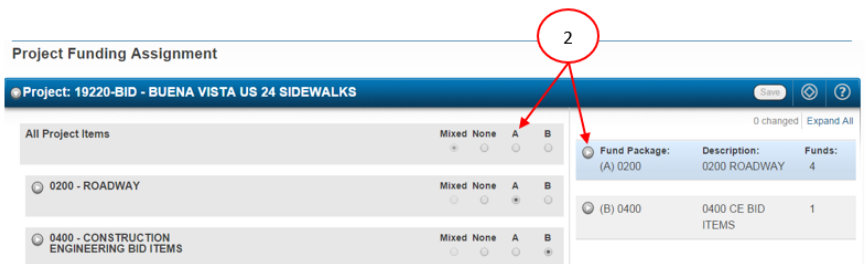 2
Project Funding Assignment
Project: 19220-BID - BUENA VISTA US 24 SIDEWALKS
Save
?
0 changed Expand All
All Project Items
Mixed None A B
Fund Package: Description: Funds:
(A) 0200 0200 ROADWAY 4
0200 - ROADWAY
Mixed None A B
(B) 0400 0400 CE BID 1
ITEMS
0400 - CONSTRUCTION
ENGINEERING BID ITEMS
Mixed None A B